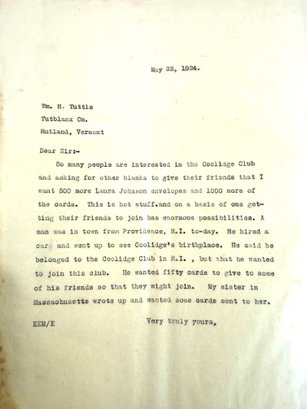 May 22, 1924.
Wm. H. Tuttle
Tutblanx Co.
Rutland, Vermont
Dear Sir:-
So many people are interested in the Coolidge Club
and asking for other blanks to give their friends that I
want 500 more Laura Johnson envelopes and 1000 more of
the cards. This is hot stuff.and on a basis of one get-
ting their friends to join has enormous possibilities. A
man was in town from Providence, R.I. to-day. He hired a
car and went up to see Coolidge's birthplace. He said he
belonged to the Coolidge Club in R.I. , but that he wanted
to join this club. He wanted fifty cards to give to some
of his friends so that they might join. My sister in
Massachusetts wrote up and wanted some cards sent to her.
EEM/E Very truly yours,